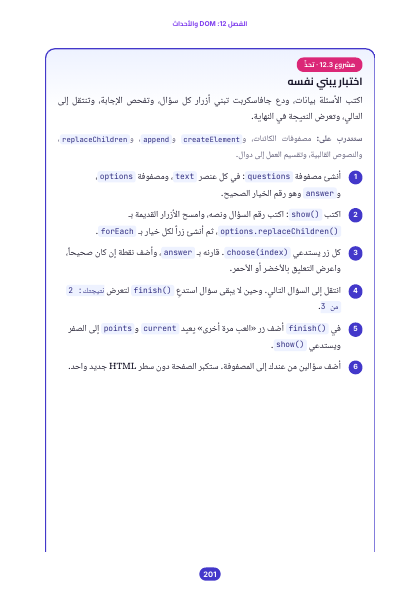 الفصل 12: DOM والأحداث
مشروع 12.3 · تحدٍّ
اختبار يبني نفسه
اكتب الأسئلة بيانات، ودع جافاسكربت تبني أزرار كل سؤال، وتفحص الإجابة، وتنتقل إلى
التالي، وتعرض النتيجة في النهاية.
ستتدرب على: مصفوفات الكائنات، و createElement و append ، و replaceChildren ،
والنصوص القالبية، وتقسيم العمل إلى دوال.
1 أنشئ مصفوفة questions : في كل عنصر text ، ومصفوفة options ،
و answer وهو رقم الخيار الصحيح.
2 اكتب show() : اكتب رقم السؤال ونصه، وامسح الأزرار القديمة بـ
options.replaceChildren() ، ثم أنشئ زراً لكل خيار بـ forEach .
3 كل زر يستدعي choose(index) . قارنه بـ answer ، وأضف نقطة إن كان صحيحاً،
واعرض التعليق بالأخضر أو الأحمر.
4 انتقل إلى السؤال التالي. وحين لا يبقى سؤال استدعِ finish() لتعرض نتيجتك: 2
من 3.
5 في finish() أضف زر «العب مرة أخرى» يعيد current و points إلى الصفر
ويستدعي show() .
6 أضف سؤالين من عندك إلى المصفوفة. ستكبر الصفحة دون سطر HTML جديد واحد.
201